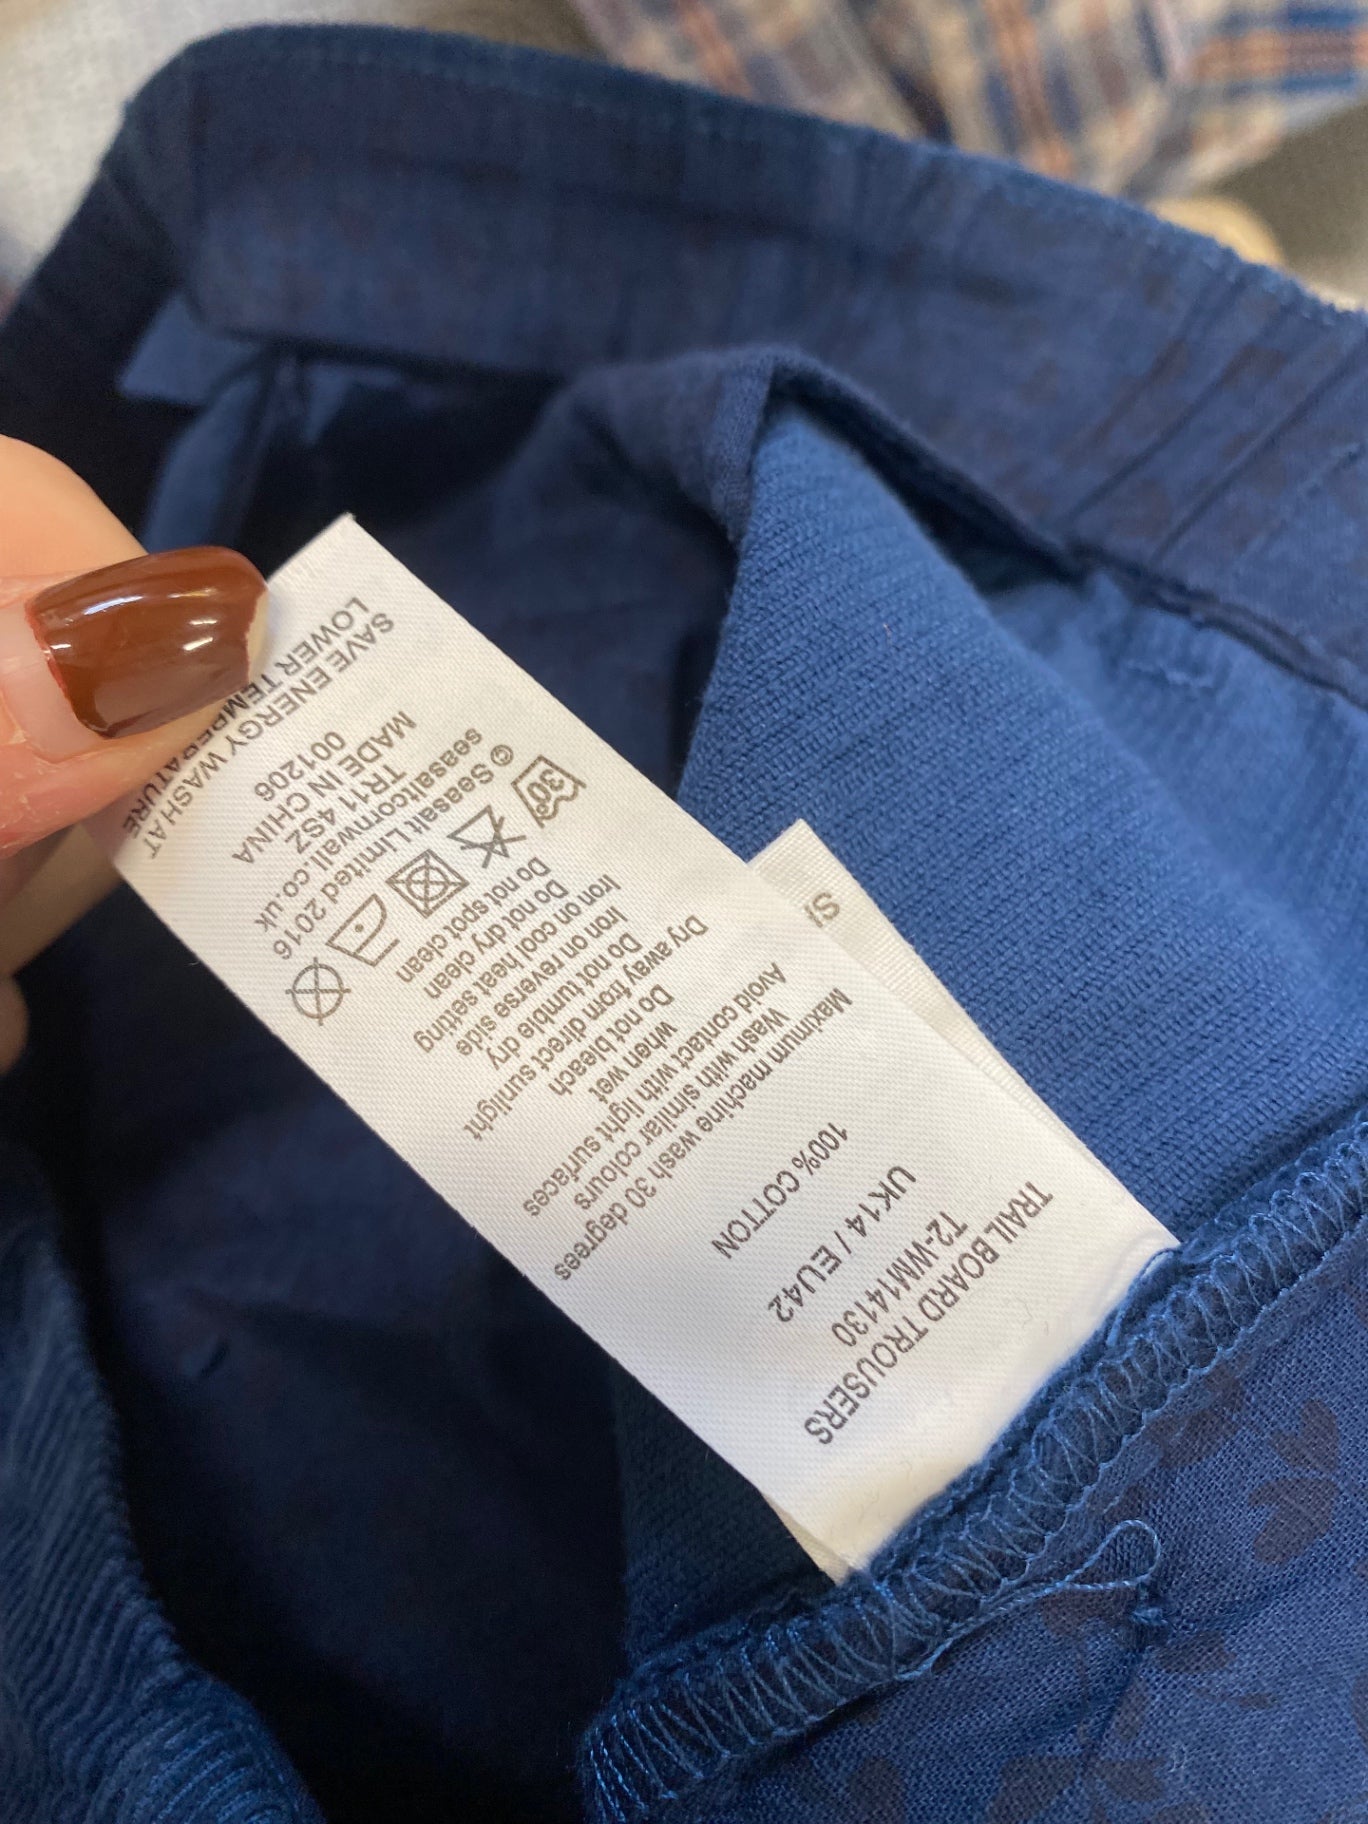 TRAIL BOARD TROUSERS
T2-WM14130
UK14 / EU42
100% COTTON
Maximum machine wash 30 degrees
Wash with similar colours
Avoid contact with light surfaces
when wet
Do not bleach
Dry away from direct sunlight
Do not tumble dry
Iron on reverse side
Iron on cool heat setting
Do not dry clean
Do not spot clean
30°
© Seasalt Limited 2016
seasaltcornwall.co.uk
TR114SZ
MADE IN CHINA
001206
SAVE ENERGY WASH AT
LOWER TEMPERATURE